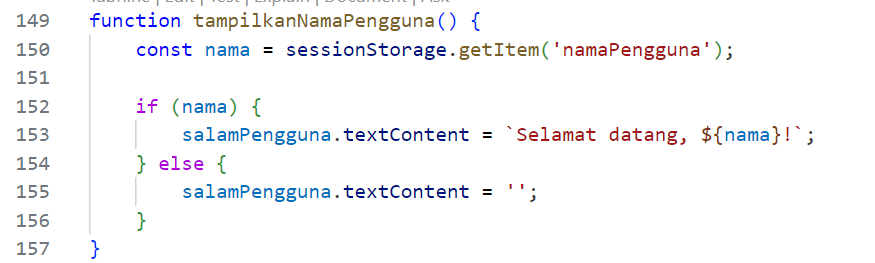 Tabnine | Edit | Test | Explain | Document | Ask
149 function tampilkanNamaPengguna() {
150     const nama = sessionStorage.getItem('namaPengguna');
151
152     if (nama) {
153         salamPengguna.textContent = `Selamat datang, ${nama}!`;
154     } else {
155         salamPengguna.textContent = '';
156     }
157 }